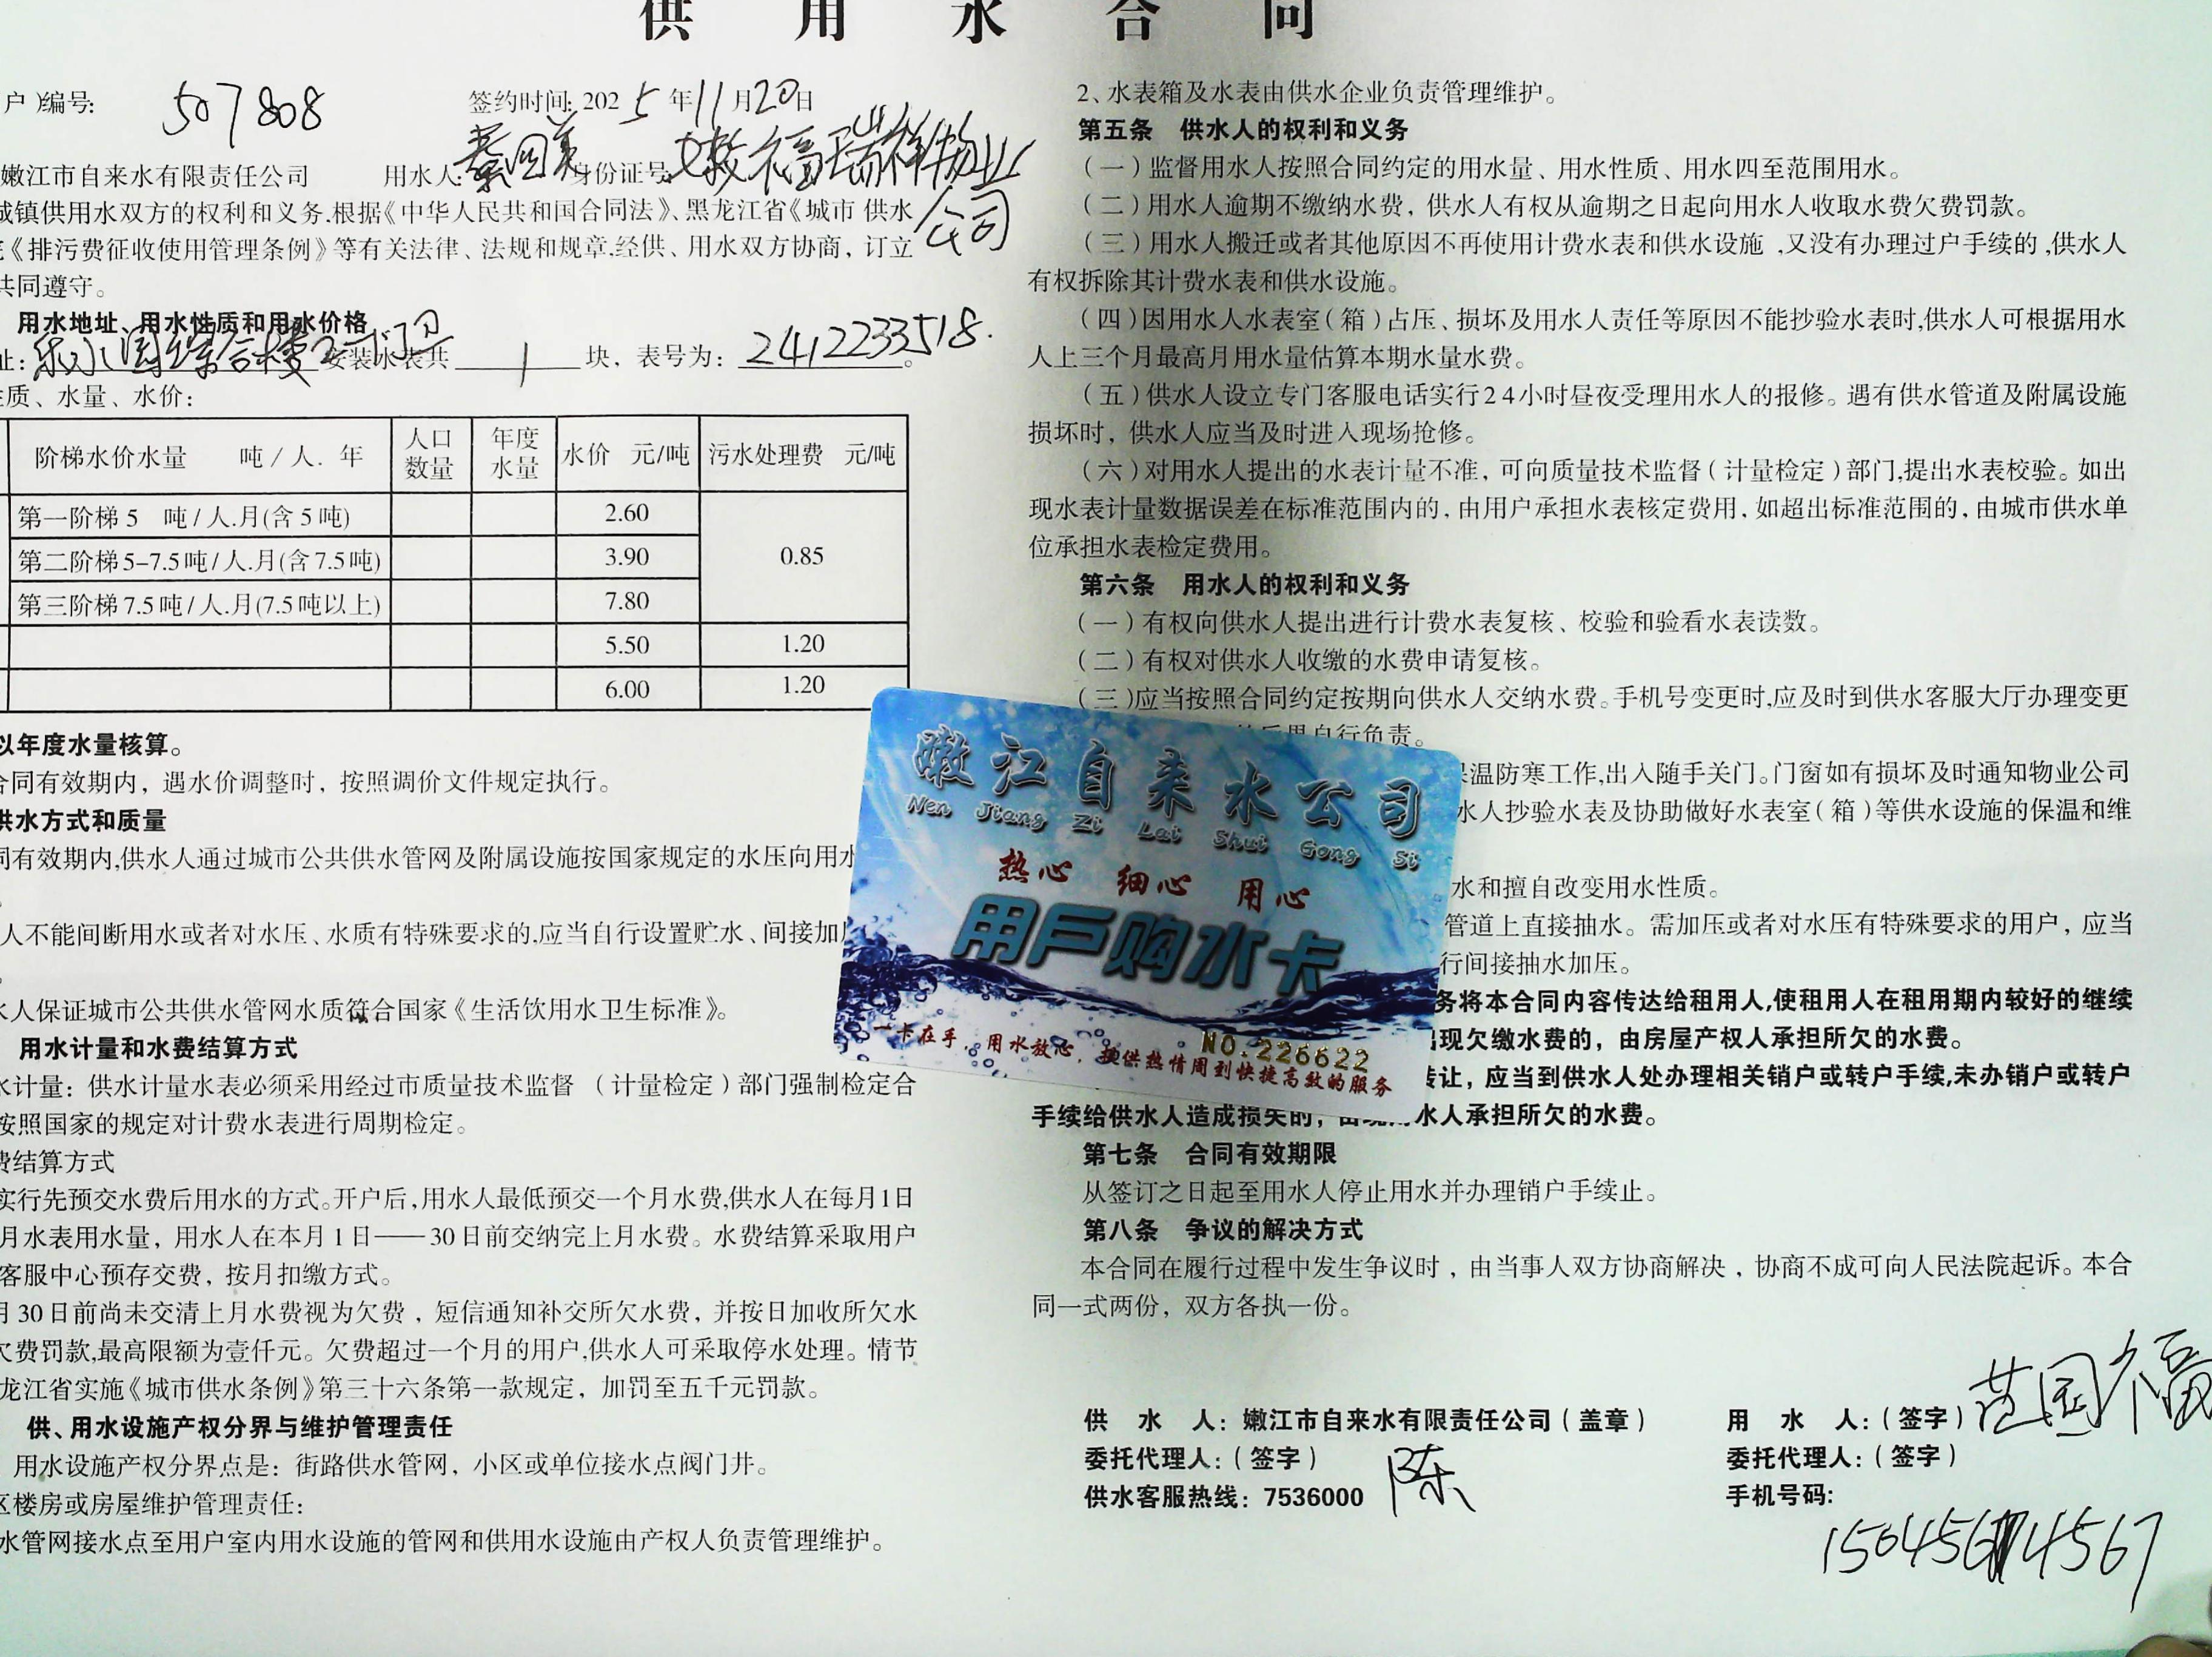 供 用 水 合 同
户)编号: 507808 签约时间: 2025年11月20日
嫩江市自来水有限责任公司 用水人: 身份证号: 福瑞祥物业
公司
城镇供用水双方的权利和义务,根据《中华人民共和国合同法》、黑龙江省《城市 供水
《排污费征收使用管理条例》等有关法律、法规和规章,经供、用水双方协商，订立
共同遵守。
用水地址、用水性质和用水价格
址: 综合楼 安装水表共 1 块，表号为: 2412233518.
性质、水量、水价:
阶梯水价水量 吨/人. 年 人口数量 年度水量 水价 元/吨 污水处理费 元/吨
第一阶梯 5 吨/人.月(含 5 吨) 2.60
第二阶梯 5-7.5吨/人.月(含 7.5吨) 3.90 0.85
第三阶梯 7.5吨/人.月(7.5吨以上) 7.80
5.50 1.20
6.00 1.20
以年度水量核算。
合同有效期内，遇水价调整时，按照调价文件规定执行。
供水方式和质量
同有效期内,供水人通过城市公共供水管网及附属设施按国家规定的水压向用水
人不能间断用水或者对水压、水质有特殊要求的,应当自行设置贮水、间接加
水人保证城市公共供水管网水质符合国家《生活饮用水卫生标准》。
用水计量和水费结算方式
水计量：供水计量水表必须采用经过市质量技术监督 （计量检定）部门强制检定合
按照国家的规定对计费水表进行周期检定。
费结算方式
实行先预交水费后用水的方式。开户后,用水人最低预交一个月水费,供水人在每月1日
月水表用水量，用水人在本月 1 日——30 日前交纳完上月水费。水费结算采取用户
客服中心预存交费，按月扣缴方式。
月 30 日前尚未交清上月水费视为欠费，短信通知补交所欠水费，并按日加收所欠水
欠费罚款,最高限额为壹仟元。欠费超过一个月的用户,供水人可采取停水处理。情节
龙江省实施《城市供水条例》第三十六条第一款规定，加罚至五千元罚款。
供、用水设施产权分界与维护管理责任
用水设施产权分界点是：街路供水管网，小区或单位接水点阀门井。
区楼房或房屋维护管理责任:
水管网接水点至用户室内用水设施的管网和供用水设施由产权人负责管理维护。
2、水表箱及水表由供水企业负责管理维护。
第五条 供水人的权利和义务
（一）监督用水人按照合同约定的用水量、用水性质、用水四至范围用水。
（二）用水人逾期不缴纳水费，供水人有权从逾期之日起向用水人收取水费欠费罚款。
（三）用水人搬迁或者其他原因不再使用计费水表和供水设施 ,又没有办理过户手续的 ,供水人
有权拆除其计费水表和供水设施。
（四）因用水人水表室（箱）占压、损坏及用水人责任等原因不能抄验水表时,供水人可根据用水
人上三个月最高月用水量估算本期水量水费。
（五）供水人设立专门客服电话实行24小时昼夜受理用水人的报修。遇有供水管道及附属设施
损坏时，供水人应当及时进入现场抢修。
（六）对用水人提出的水表计量不准，可向质量技术监督（计量检定）部门,提出水表校验。如出
现水表计量数据误差在标准范围内的，由用户承担水表核定费用，如超出标准范围的，由城市供水单
位承担水表检定费用。
第六条 用水人的权利和义务
（一）有权向供水人提出进行计费水表复核、校验和验看水表读数。
（二）有权对供水人收缴的水费申请复核。
（三）应当按照合同约定按期向供水人交纳水费。手机号变更时,应及时到供水客服大厅办理变更
后果自行负责。
保温防寒工作,出入随手关门。门窗如有损坏及时通知物业公司
水人抄验水表及协助做好水表室（箱）等供水设施的保温和维
水和擅自改变用水性质。
管道上直接抽水。需加压或者对水压有特殊要求的用户，应当
行间接抽水加压。
务将本合同内容传达给租用人,使租用人在租用期内较好的继续
出现欠缴水费的，由房屋产权人承担所欠的水费。
转让，应当到供水人处办理相关销户或转户手续,未办销户或转户
手续给供水人造成损失的， 水人承担所欠的水费。
第七条 合同有效期限
从签订之日起至用水人停止用水并办理销户手续止。
第八条 争议的解决方式
本合同在履行过程中发生争议时，由当事人双方协商解决，协商不成可向人民法院起诉。本合
同一式两份，双方各执一份。
供 水 人：嫩江市自来水有限责任公司（盖章） 用 水 人：（签字）范国福
委托代理人：（签字） 陈 委托代理人：（签字）
供水客服热线：7536000 手机号码:
嫩江自来水公司
Nen Jiang Zi Lai Shui Gong Si
热心 细心 用心
用户购水卡
NO.226622
一卡在手，用水放心，提供热情周到快捷高效的服务